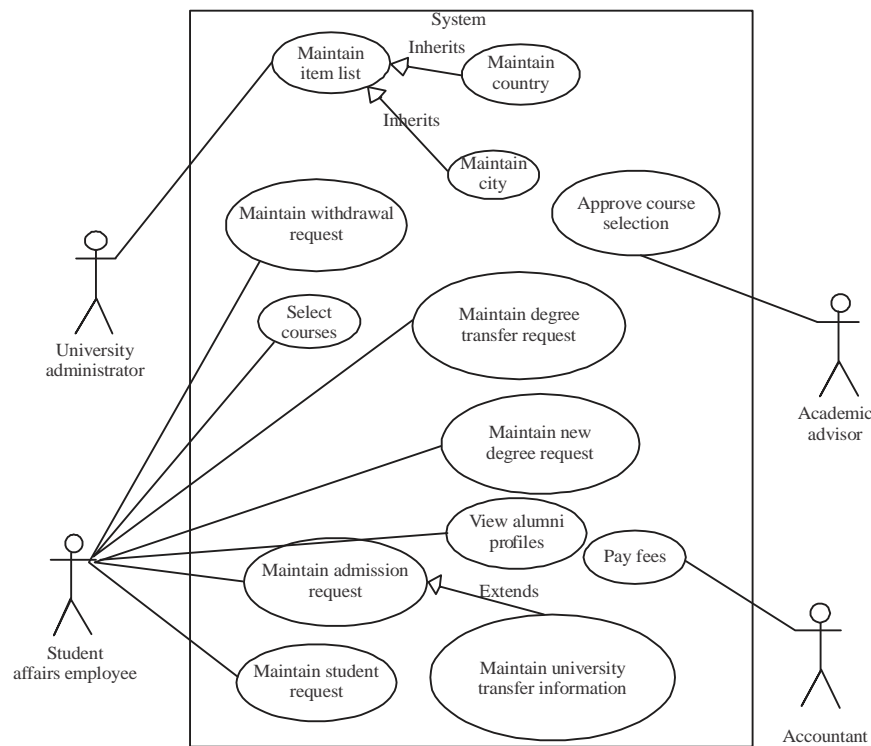 System
Maintain
item list
Inherits
Maintain
country
Inherits
Maintain
city
Maintain withdrawal
request
Approve course
selection
Select
courses
Maintain degree
transfer request
University
administrator
Academic
advisor
Maintain new
degree request
View alumni
profiles
Pay fees
Maintain admission
request
Extends
Student
affairs employee
Maintain student
request
Maintain university
transfer information
Accountant